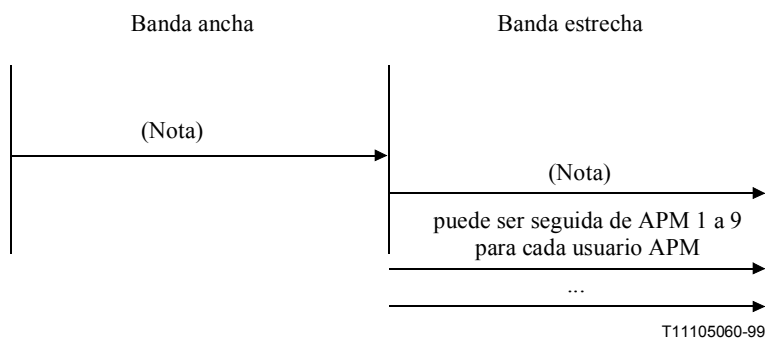 Banda ancha
Banda estrecha
(Nota)
(Nota)
puede ser seguida de APM 1 a 9
para cada usuario APM
...
T11105060-99